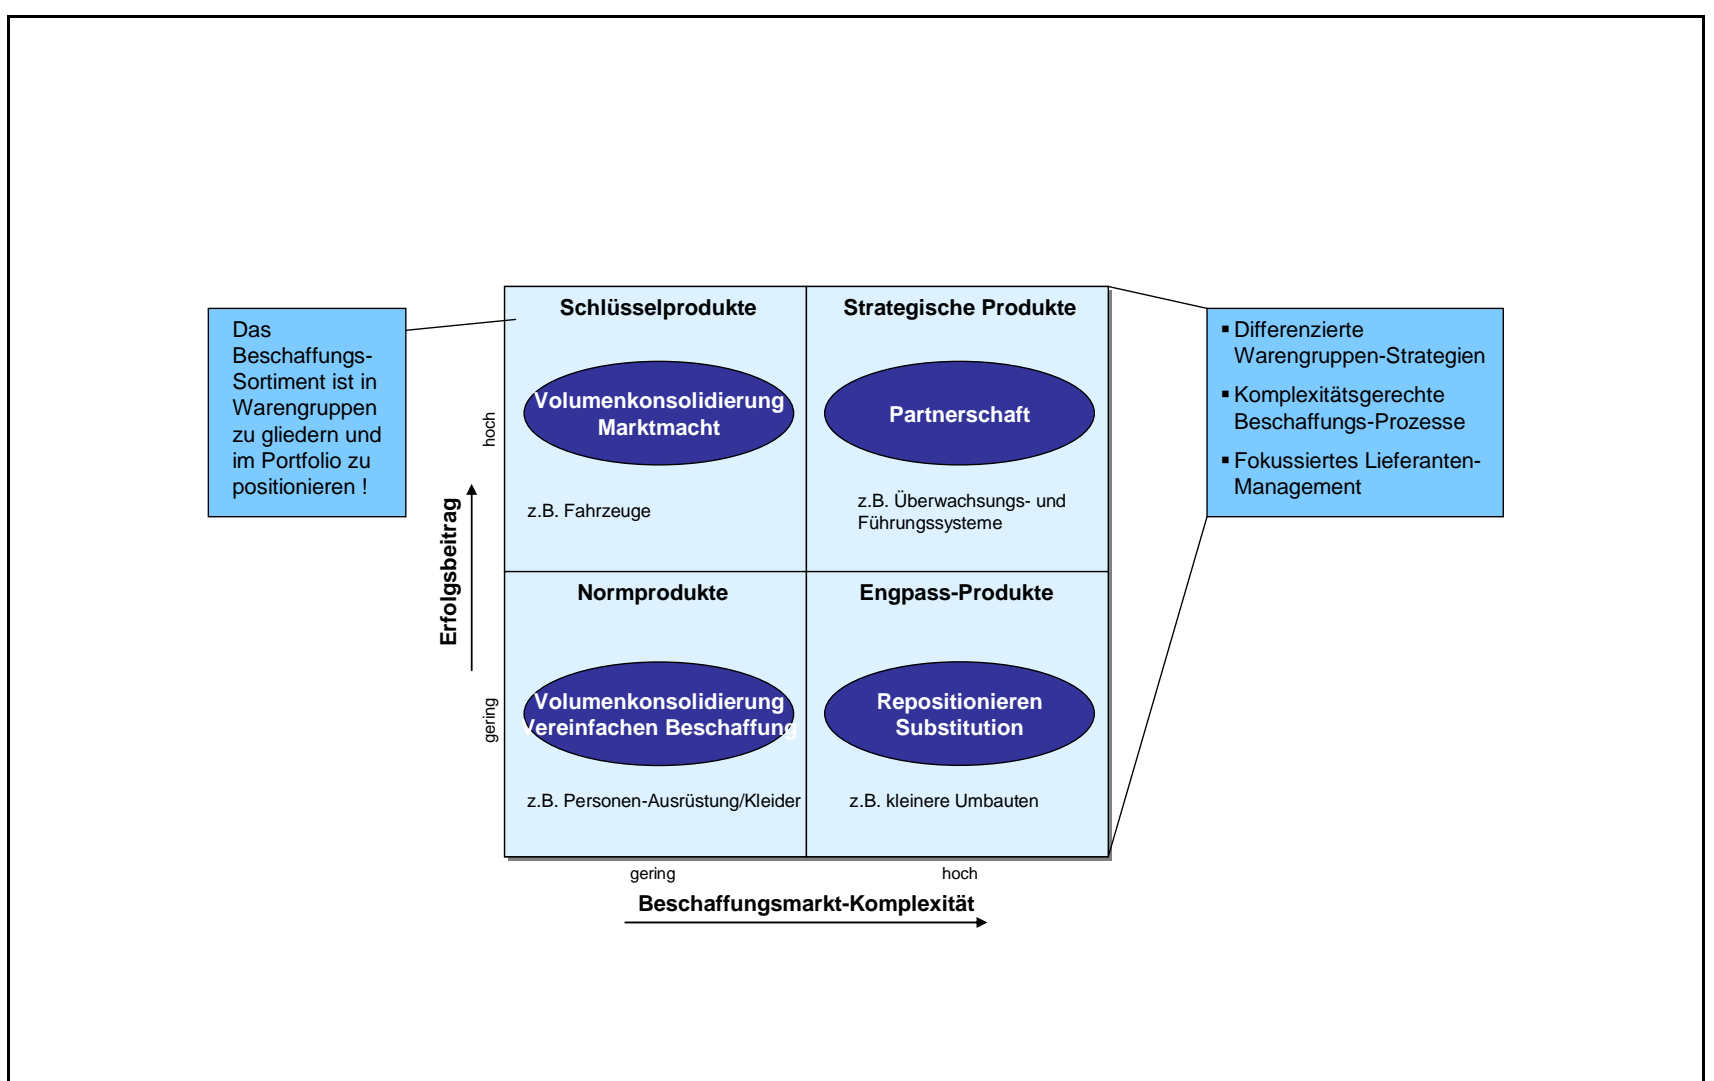 Das
Beschaffungs-
Sortiment ist in
Warengruppen
zu gliedern und
im Portfolio zu
positionieren !
Erfolgsbeitrag
hoch
gering
Schlüsselprodukte
Volumenkonsolidierung
Marktmacht
z.B. Fahrzeuge
Strategische Produkte
Partnerschaft
z.B. Überwachsungs- und
Führungssysteme
Normprodukte
Volumenkonsolidierung
Vereinfachen Beschaffung
z.B. Personen-Ausrüstung/Kleider
Engpass-Produkte
Repositionieren
Substitution
z.B. kleinere Umbauten
gering
hoch
Beschaffungsmarkt-Komplexität
▪ Differenzierte
Warengruppen-Strategien
▪ Komplexitätsgerechte
Beschaffungs-Prozesse
▪ Fokussiertes Lieferanten-
Management